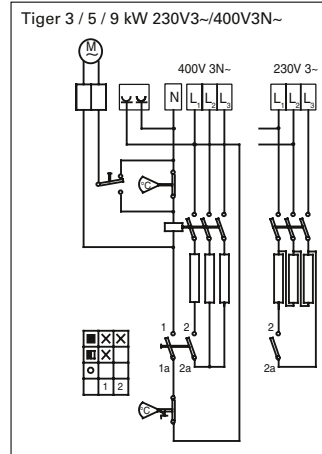 Tiger 3 / 5 / 9 kW 230V3~/400V3N~
M
~
400V 3N~ 230V 3~
N L1 L2 L3 L1 L2 L3
°C
1 2 2
1a 2a 2a
X X
X
1 2
°C